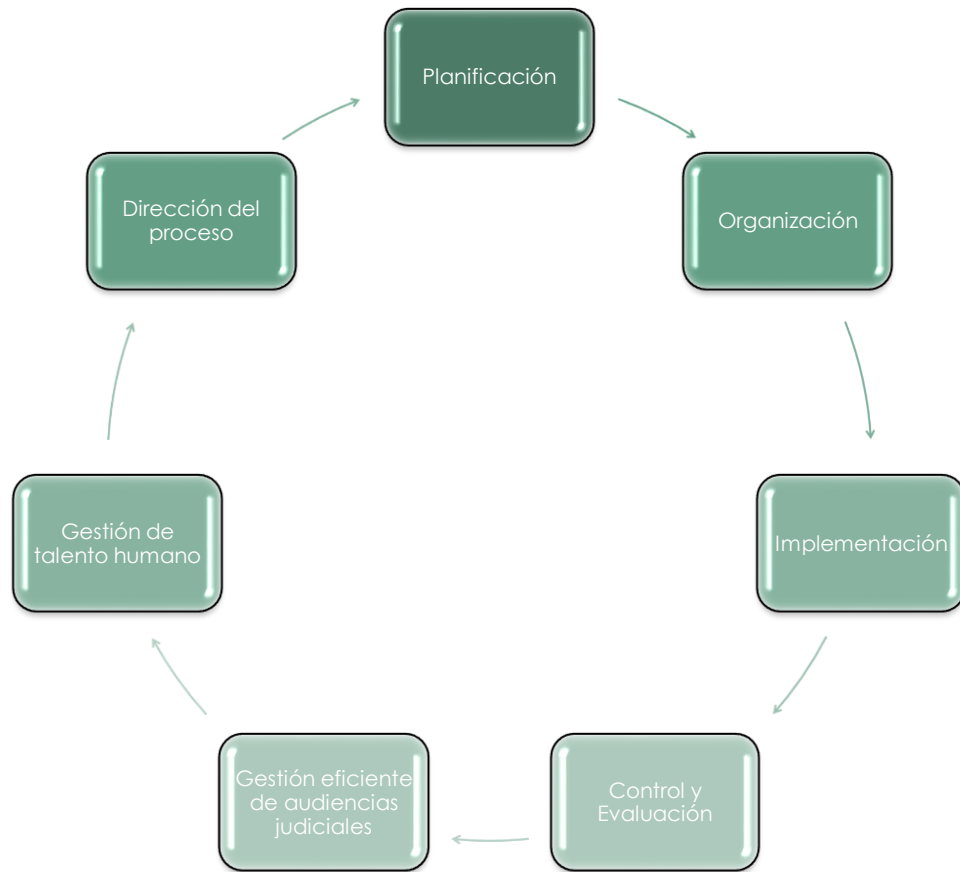 Planificación
Organización
Implementación
Control y
Evaluación
Gestión eficiente
de audiencias
judiciales
Gestión de
talento humano
Dirección del
proceso